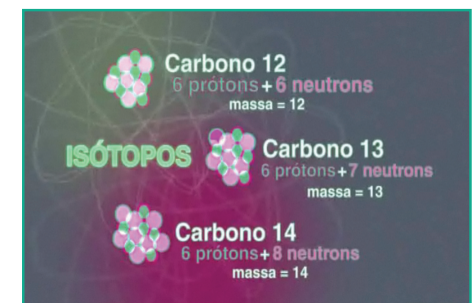 Carbono 12
6 prótons + 6 neutrons
massa = 12
ISÓTOPOS
Carbono 13
6 prótons + 7 neutrons
massa = 13
Carbono 14
6 prótons + 8 neutrons
massa = 14